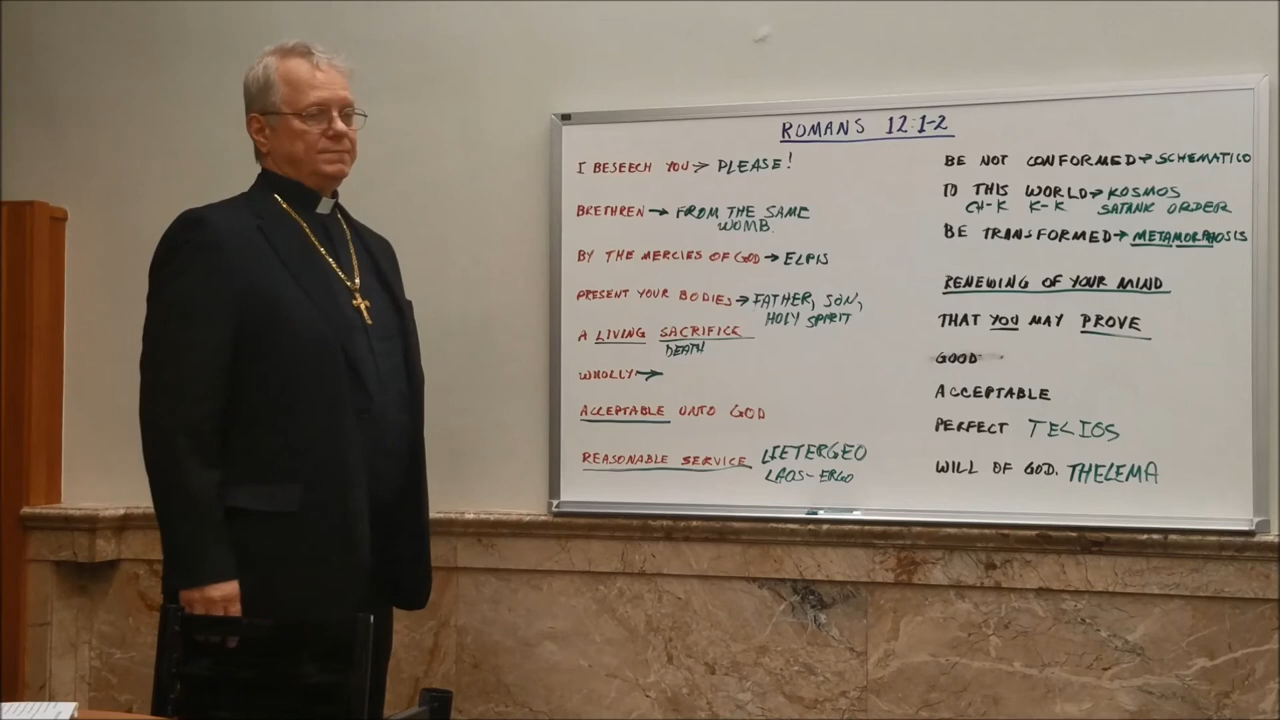 ROMANS 12:1-2
I BESEECH YOU → PLEASE!
BRETHREN → FROM THE SAME
WOMB.
BY THE MERCIES OF GOD → ELPIS
PRESENT YOUR BODIES → FATHER, SON,
HOLY SPIRIT
A LIVING SACRIFICE
DEATH
WHOLLY →
ACCEPTABLE UNTO GOD
REASONABLE SERVICE LIETERGEO
LAOS-ERGO
BE NOT CONFORMED → SCHEMATICO
TO THIS WORLD → KOSMOS
CH-K K-K SATANIC ORDER
BE TRANSFORMED → METAMORPHOSIS
RENEWING OF YOUR MIND
THAT YOU MAY PROVE
GOOD
ACCEPTABLE
PERFECT TELIOS
WILL OF GOD. THELEMA